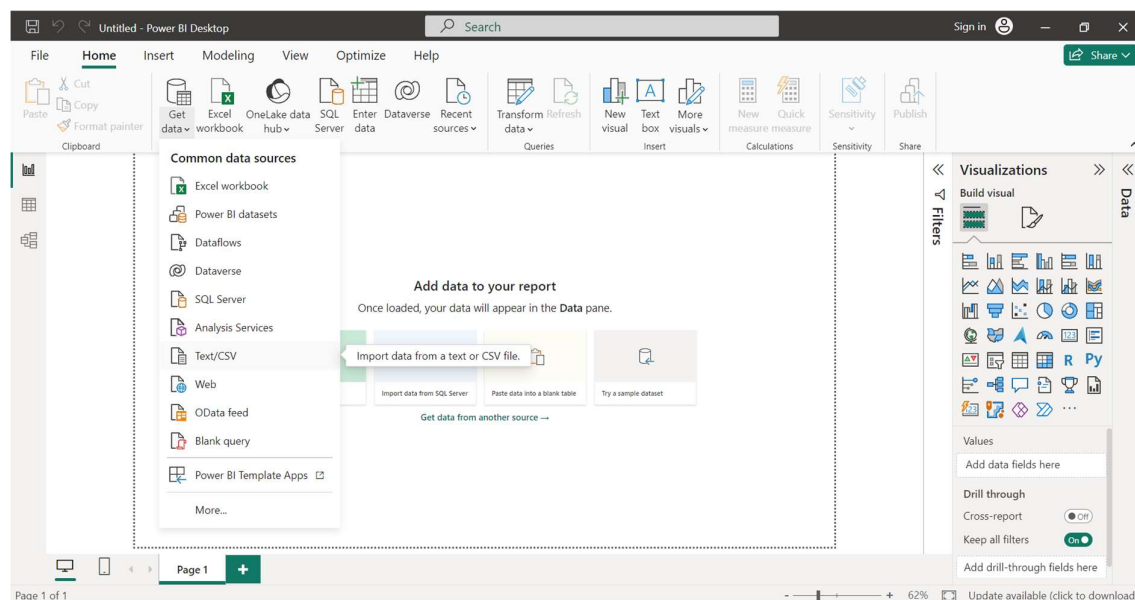 Untitled - Power BI Desktop
Search
Sign in
File Home Insert Modeling View Optimize Help
Share
Paste
Cut
Copy
Format painter
Clipboard
Get data
Excel workbook
OneLake data hub
SQL Server
Enter data
Dataverse
Recent sources
Transform data
Refresh
Queries
New visual
Text box
More visuals
Insert
New measure
Quick measure
Calculations
Sensitivity
Sensitivity
Publish
Share
Common data sources
Excel workbook
Power BI datasets
Dataflows
Dataverse
SQL Server
Analysis Services
Text/CSV
Web
OData feed
Blank query
Power BI Template Apps
More...
Import data from a text or CSV file.
Add data to your report
Once loaded, your data will appear in the Data pane.
Import data from SQL Server
Paste data into a blank table
Try a sample dataset
Get data from another source →
Filters
Visualizations
Build visual
123
R Py
123
Values
Add data fields here
Drill through
Cross-report Off
Keep all filters On
Add drill-through fields here
Data
Page 1
Page 1 of 1
- + 62%
Update available (click to download